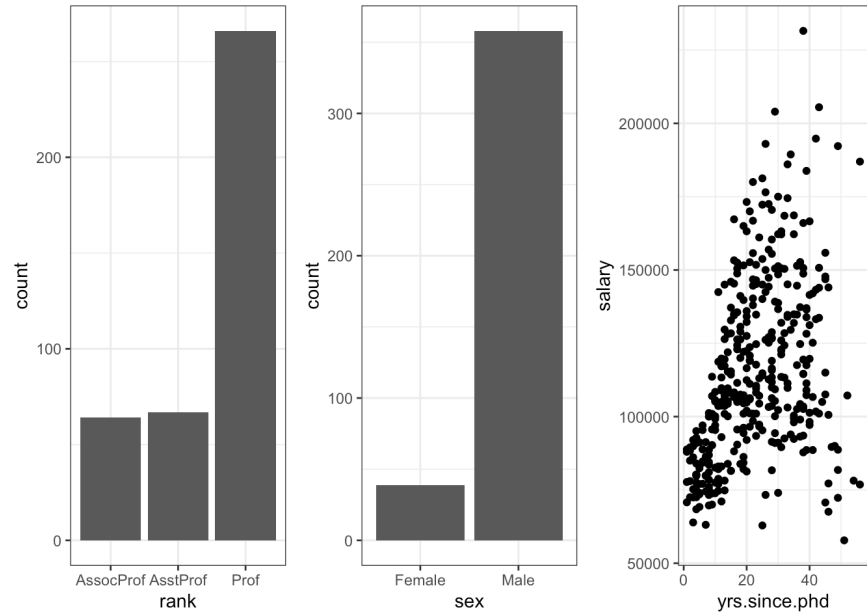 count
200
100
0
AssocProf AsstProf Prof
rank
count
300
200
100
0
Female Male
sex
salary
200000
150000
100000
50000
0 20 40
yrs.since.phd